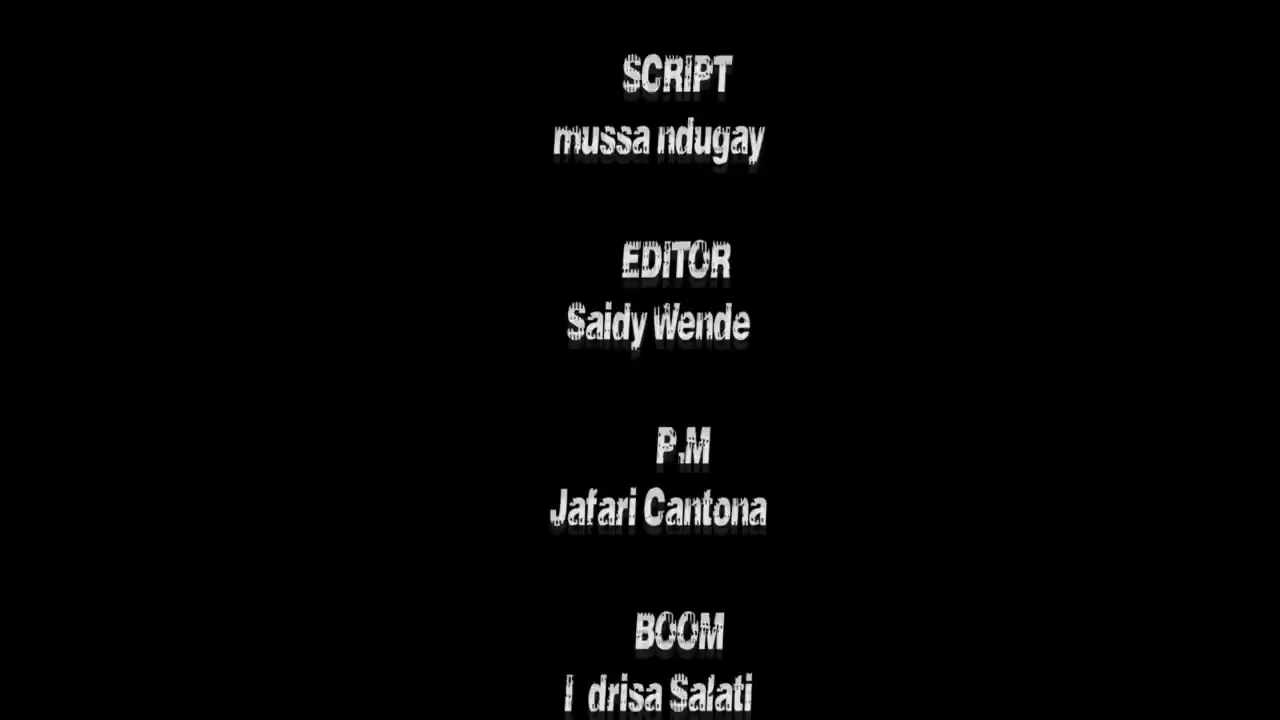 SCRIPT
mussa ndugay
EDITOR
Saidy Wende
P.M
Jafari Cantona
BOOM
I drisa Salati